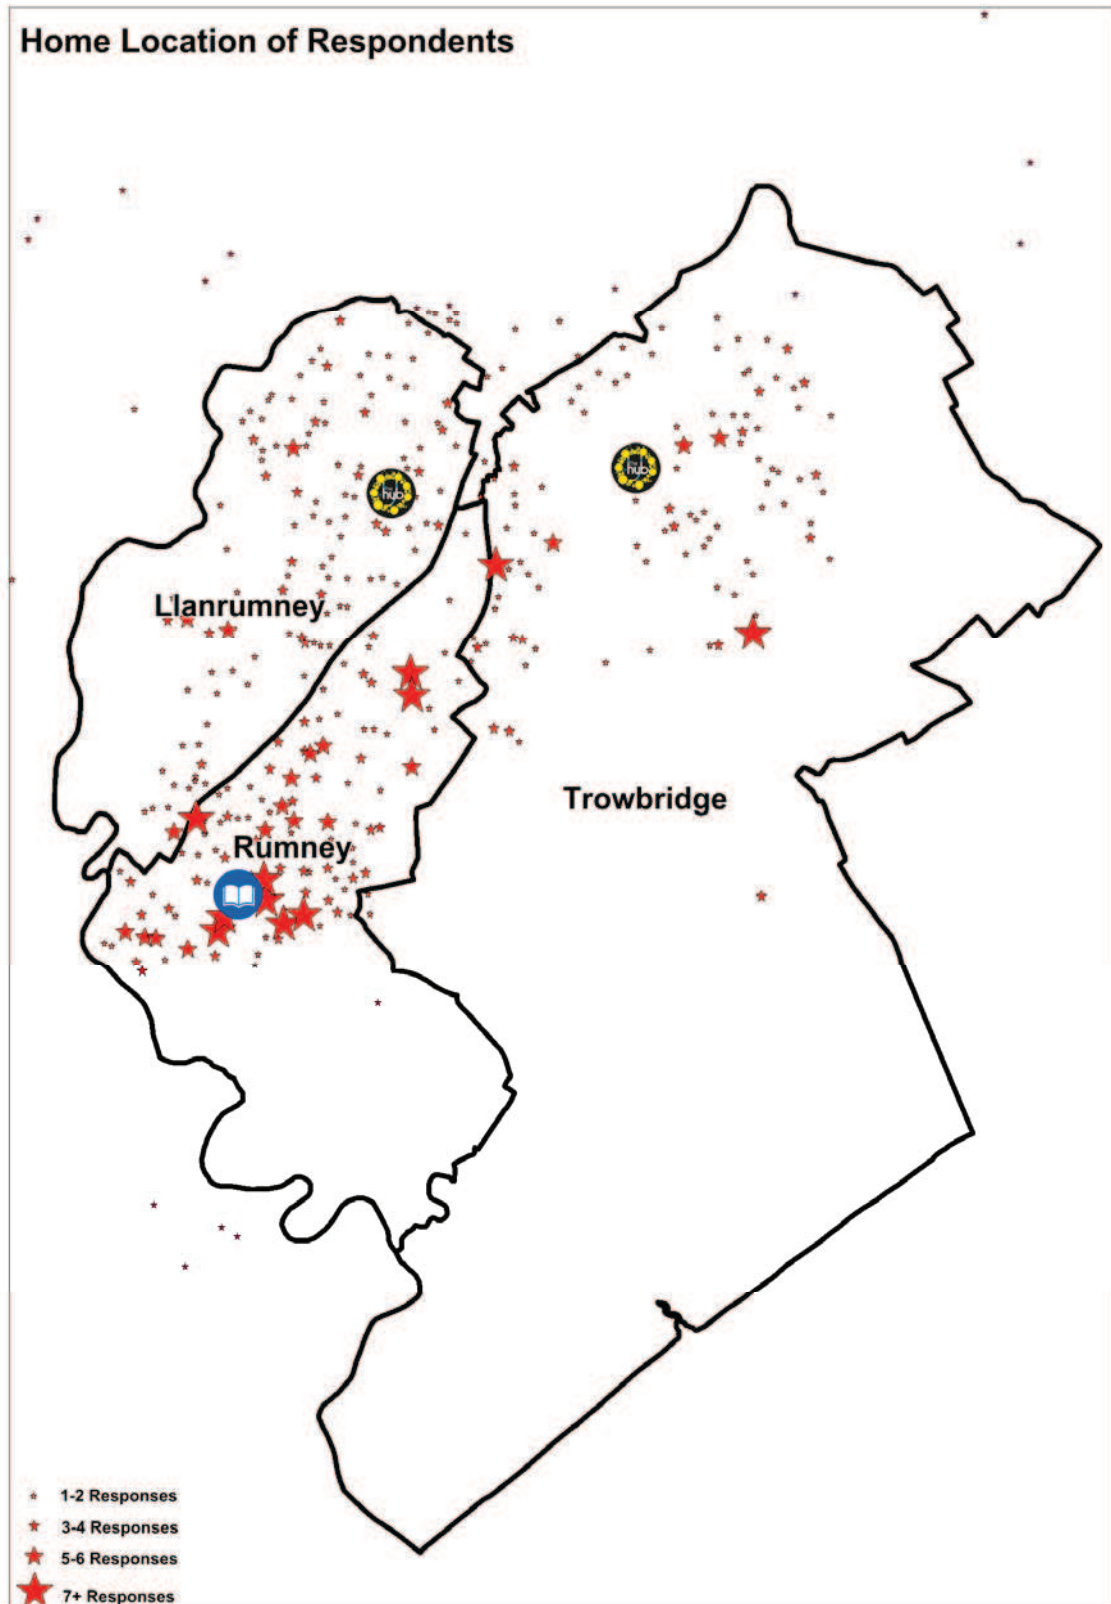 Home Location of Respondents
hub
hub
Llanrumney
Trowbridge
Rumney
1-2 Responses
3-4 Responses
5-6 Responses
7+ Responses